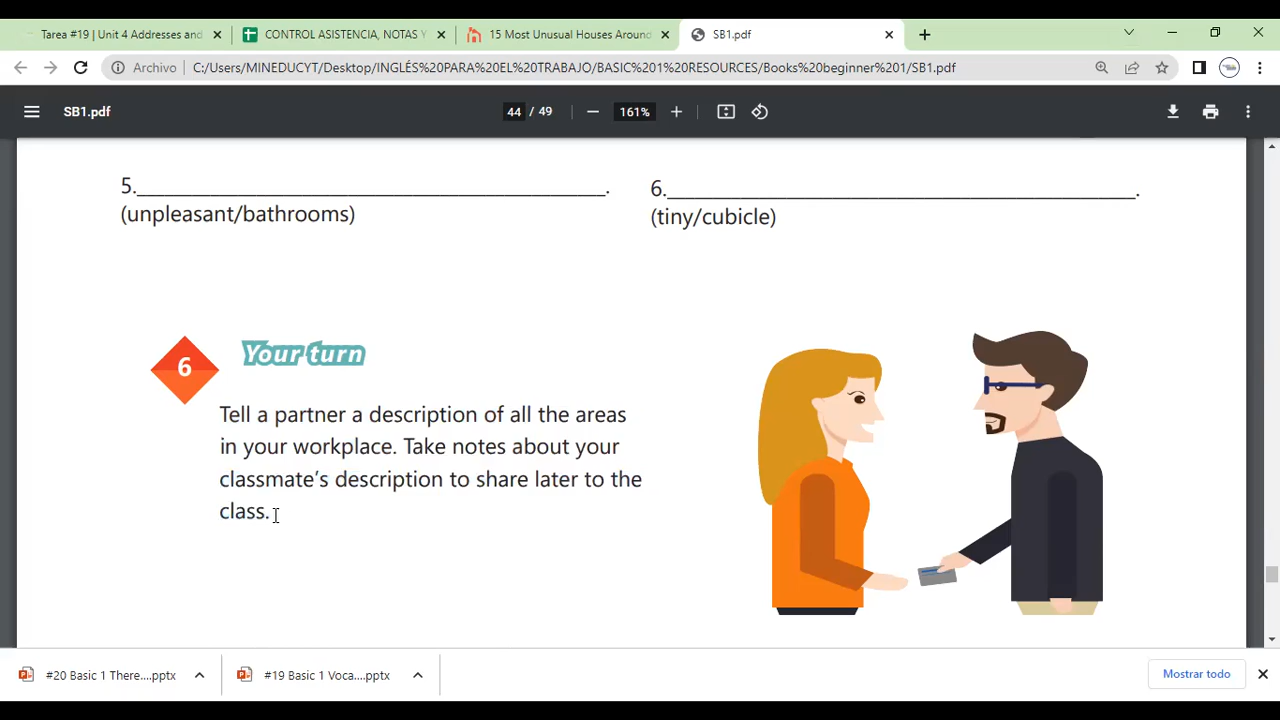 Tarea #19 | Unit 4 Addresses and
CONTROL ASISTENCIA, NOTAS Y
15 Most Unusual Houses Around
SB1.pdf
Archivo
C:/Users/MINEDUCYT/Desktop/INGLÉS%20PARA%20EL%20TRABAJO/BASIC%201%20RESOURCES/Books%20beginner%201/SB1.pdf
SB1.pdf
44 / 49
161%
5.________________________________________.
6.________________________________________.
(unpleasant/bathrooms)
(tiny/cubicle)
6
Your turn
Tell a partner a description of all the areas
in your workplace. Take notes about your
classmate's description to share later to the
class.
#20 Basic 1 There....pptx
#19 Basic 1 Voca....pptx
Mostrar todo